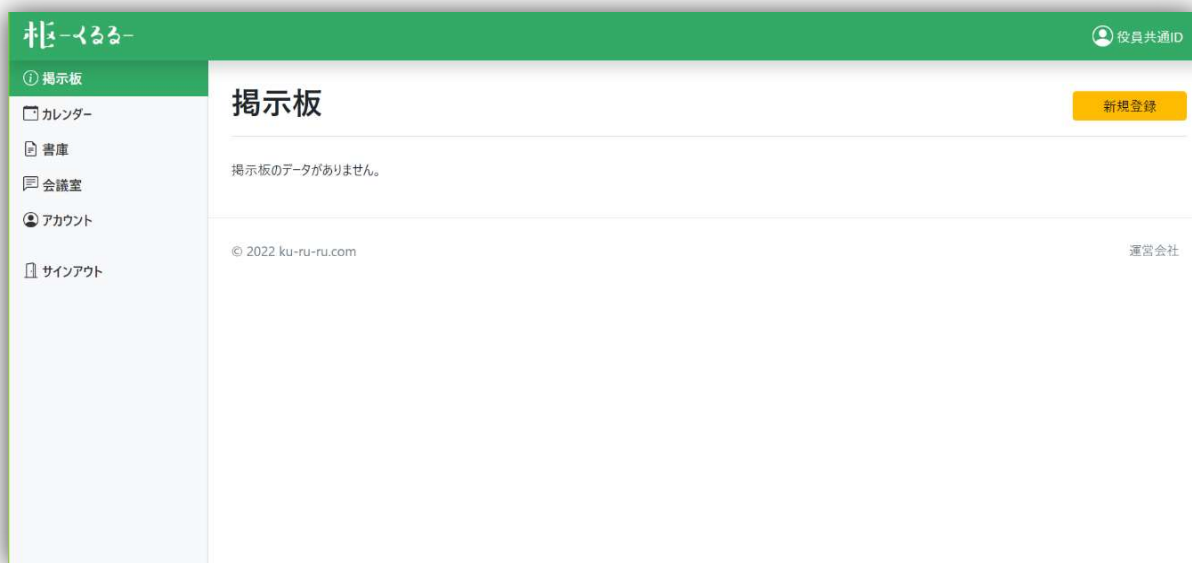 枢-くるる-
役員共通ID
掲示板
カレンダー
書庫
会議室
アカウント
サインアウト
掲示板
新規登録
掲示板のデータがありません。
© 2022 ku-ru-ru.com
運営会社